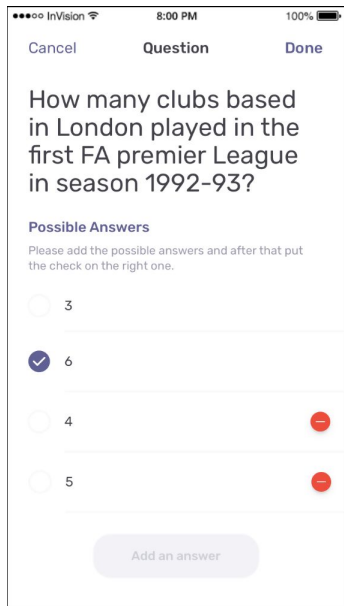 InVision 8:00 PM 100%
Cancel Question Done
How many clubs based
in London played in the
first FA premier League
in season 1992-93?
Possible Answers
Please add the possible answers and after that put
the check on the right one.
3
6
4
5
Add an answer